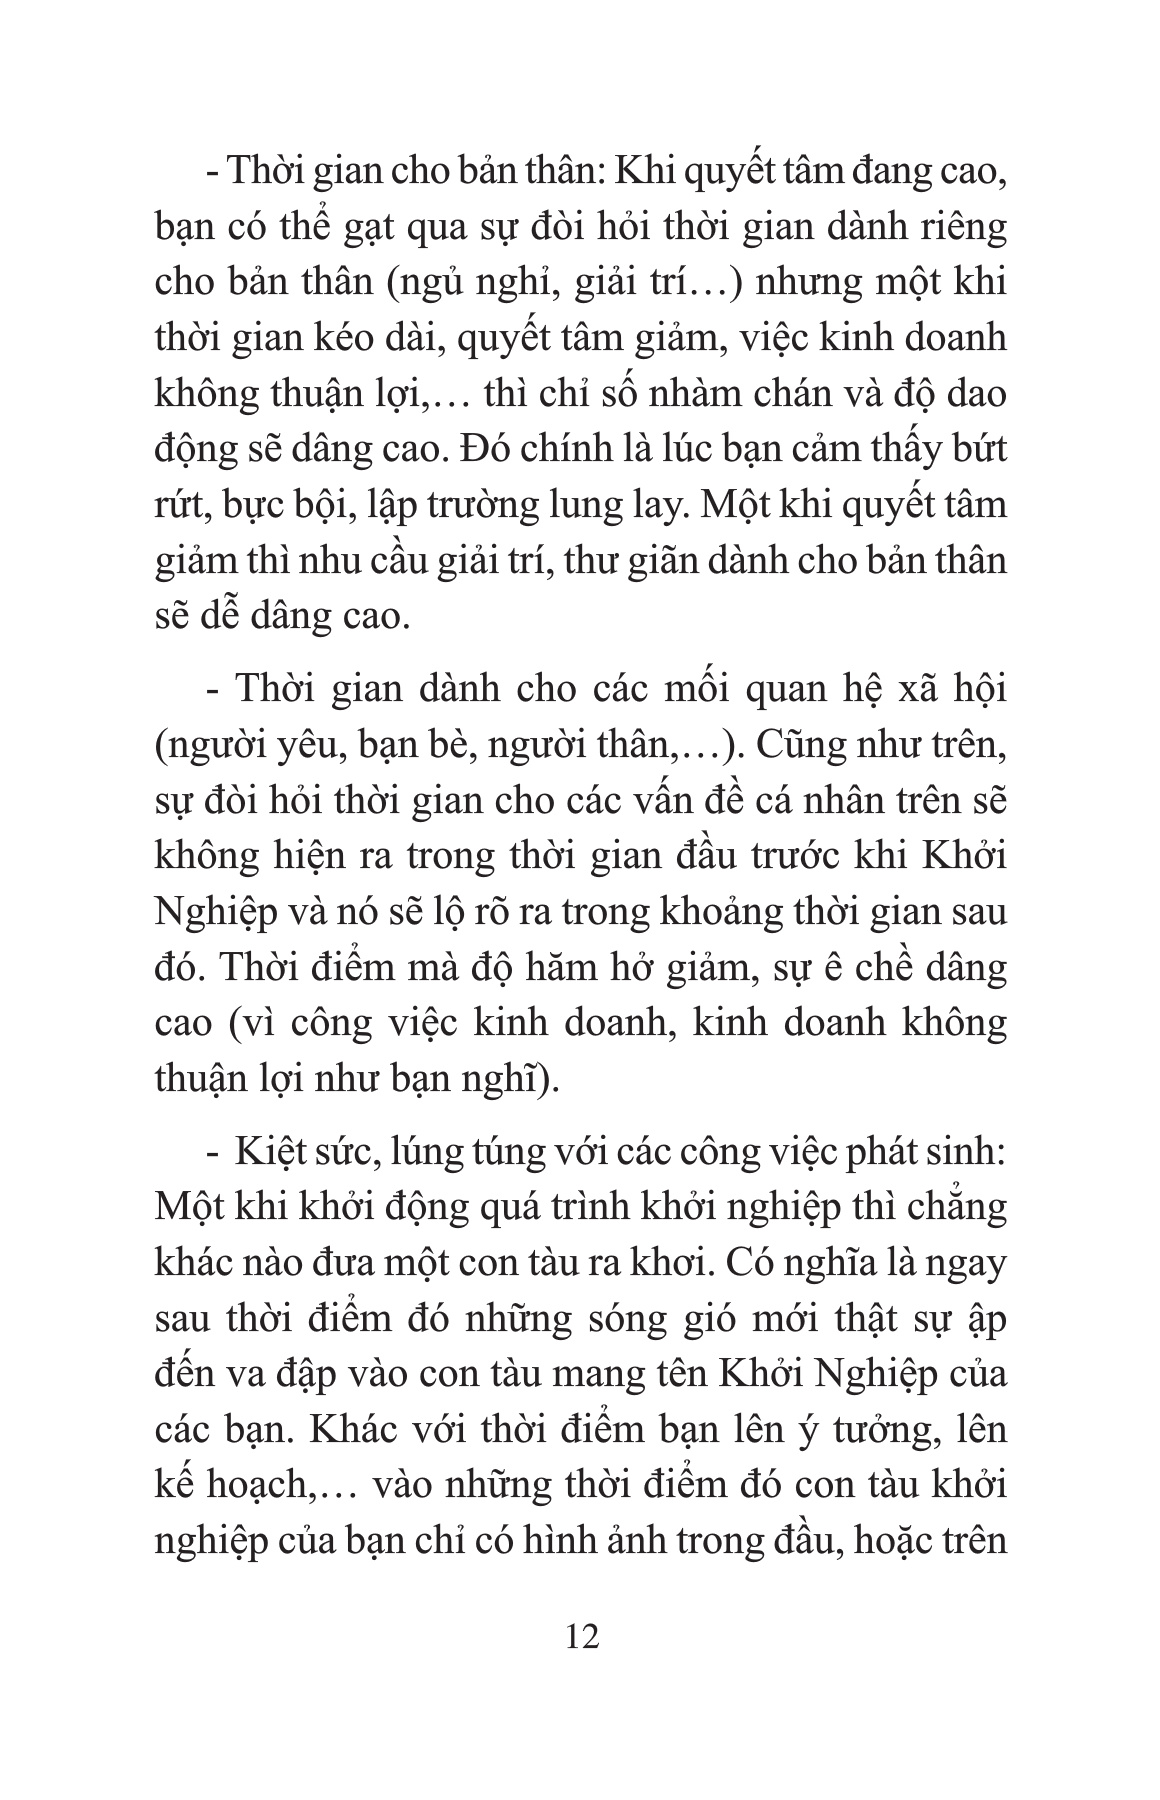 - Thời gian cho bản thân: Khi quyết tâm đang cao,
bạn có thể gạt qua sự đòi hỏi thời gian dành riêng
cho bản thân (ngủ nghỉ, giải trí…) nhưng một khi
thời gian kéo dài, quyết tâm giảm, việc kinh doanh
không thuận lợi,… thì chỉ số nhàm chán và độ dao
động sẽ dâng cao. Đó chính là lúc bạn cảm thấy bứt
rứt, bực bội, lập trường lung lay. Một khi quyết tâm
giảm thì nhu cầu giải trí, thư giãn dành cho bản thân
sẽ dễ dâng cao.
- Thời gian dành cho các mối quan hệ xã hội
(người yêu, bạn bè, người thân,…). Cũng như trên,
sự đòi hỏi thời gian cho các vấn đề cá nhân trên sẽ
không hiện ra trong thời gian đầu trước khi Khởi
Nghiệp và nó sẽ lộ rõ ra trong khoảng thời gian sau
đó. Thời điểm mà độ hăm hở giảm, sự ê chề dâng
cao (vì công việc kinh doanh, kinh doanh không
thuận lợi như bạn nghĩ).
- Kiệt sức, lúng túng với các công việc phát sinh:
Một khi khởi động quá trình khởi nghiệp thì chẳng
khác nào đưa một con tàu ra khơi. Có nghĩa là ngay
sau thời điểm đó những sóng gió mới thật sự ập
đến va đập vào con tàu mang tên Khởi Nghiệp của
các bạn. Khác với thời điểm bạn lên ý tưởng, lên
kế hoạch,… vào những thời điểm đó con tàu khởi
nghiệp của bạn chỉ có hình ảnh trong đầu, hoặc trên
12